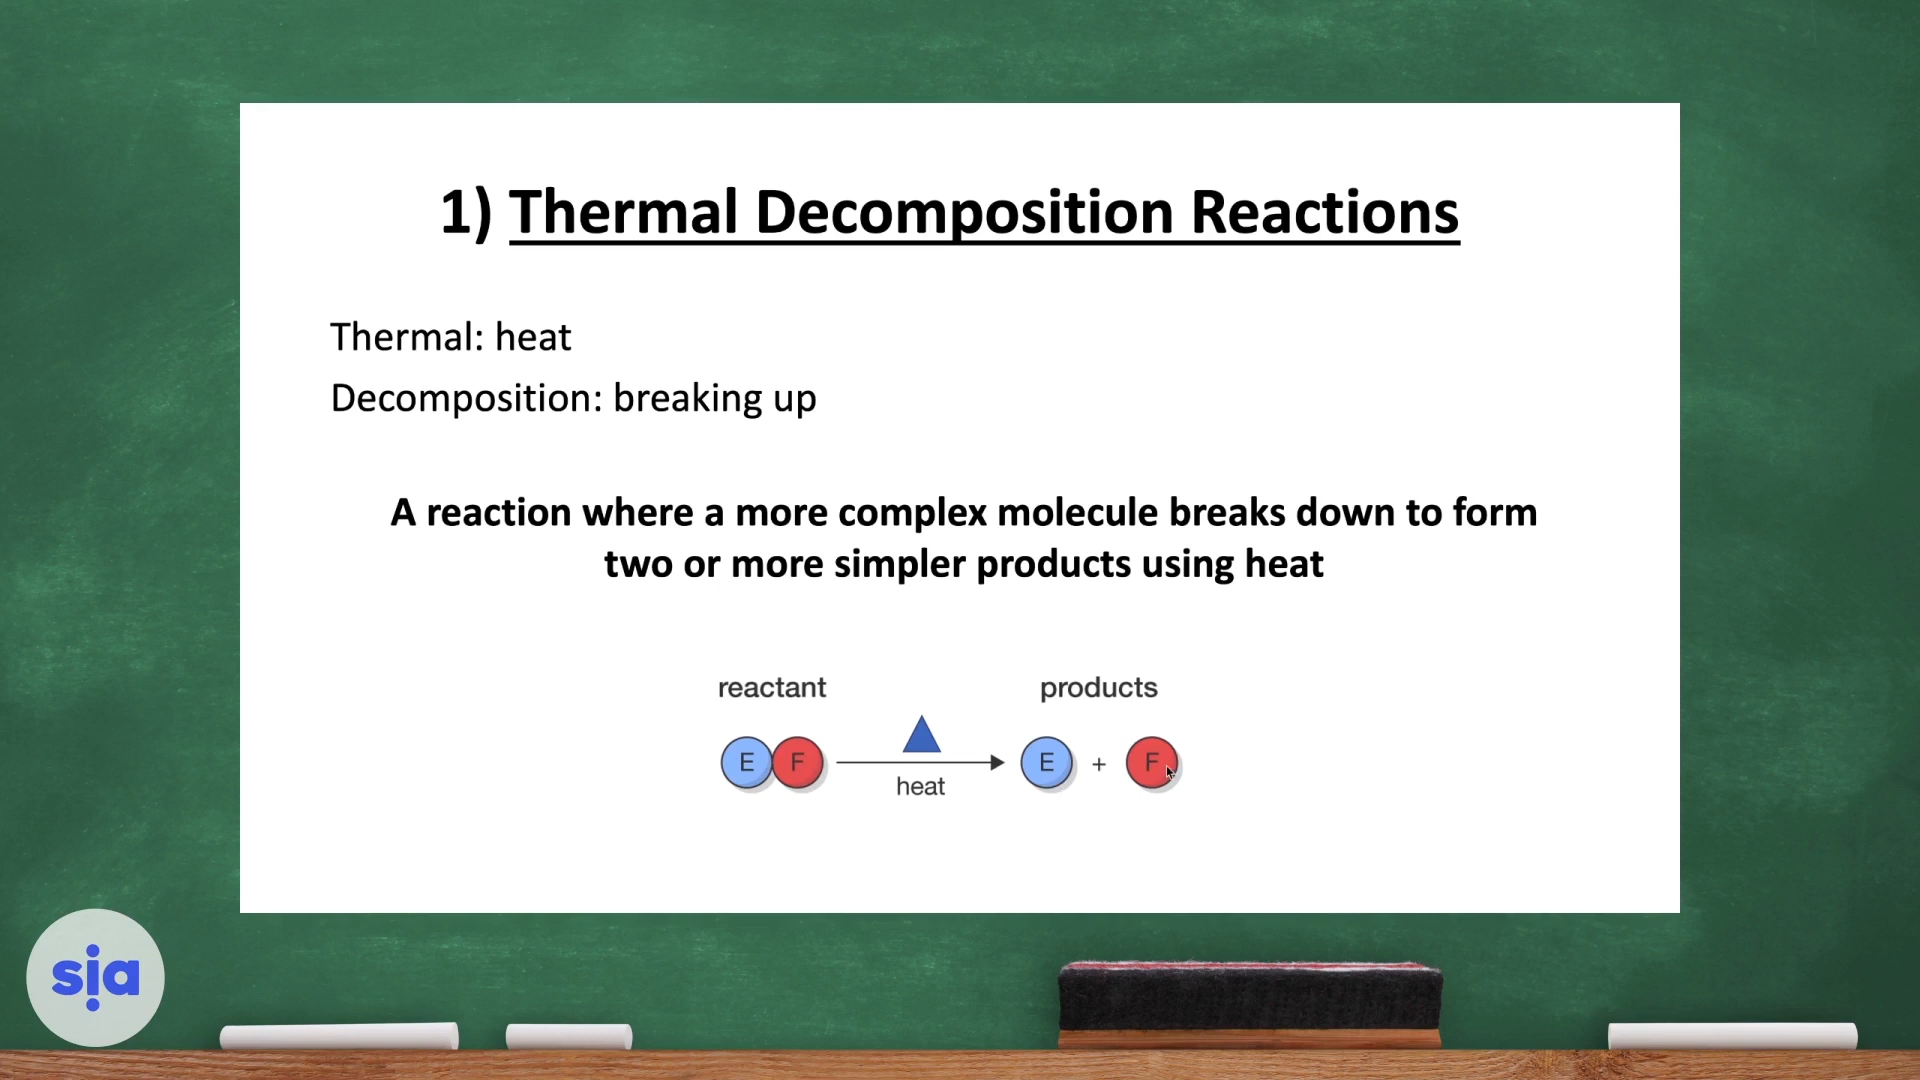 1) Thermal Decomposition Reactions
Thermal: heat
Decomposition: breaking up
A reaction where a more complex molecule breaks down to form
two or more simpler products using heat
reactant
products
E F
heat
E + F
sia